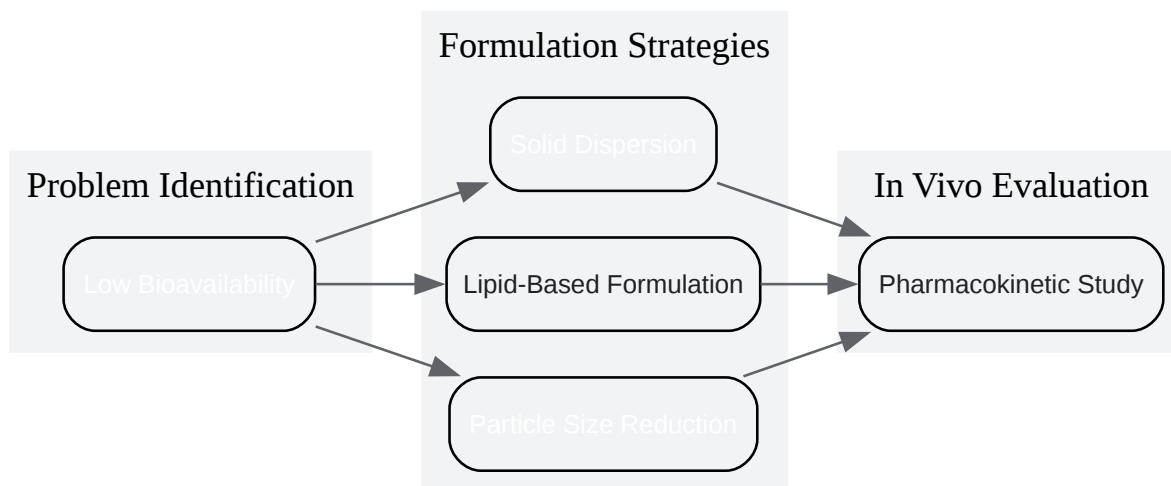 Formulation Strategies
Solid Dispersion
Problem Identification
In Vivo Evaluation
Low Bioavailability
Lipid-Based Formulation
Pharmacokinetic Study
Particle Size Reduction